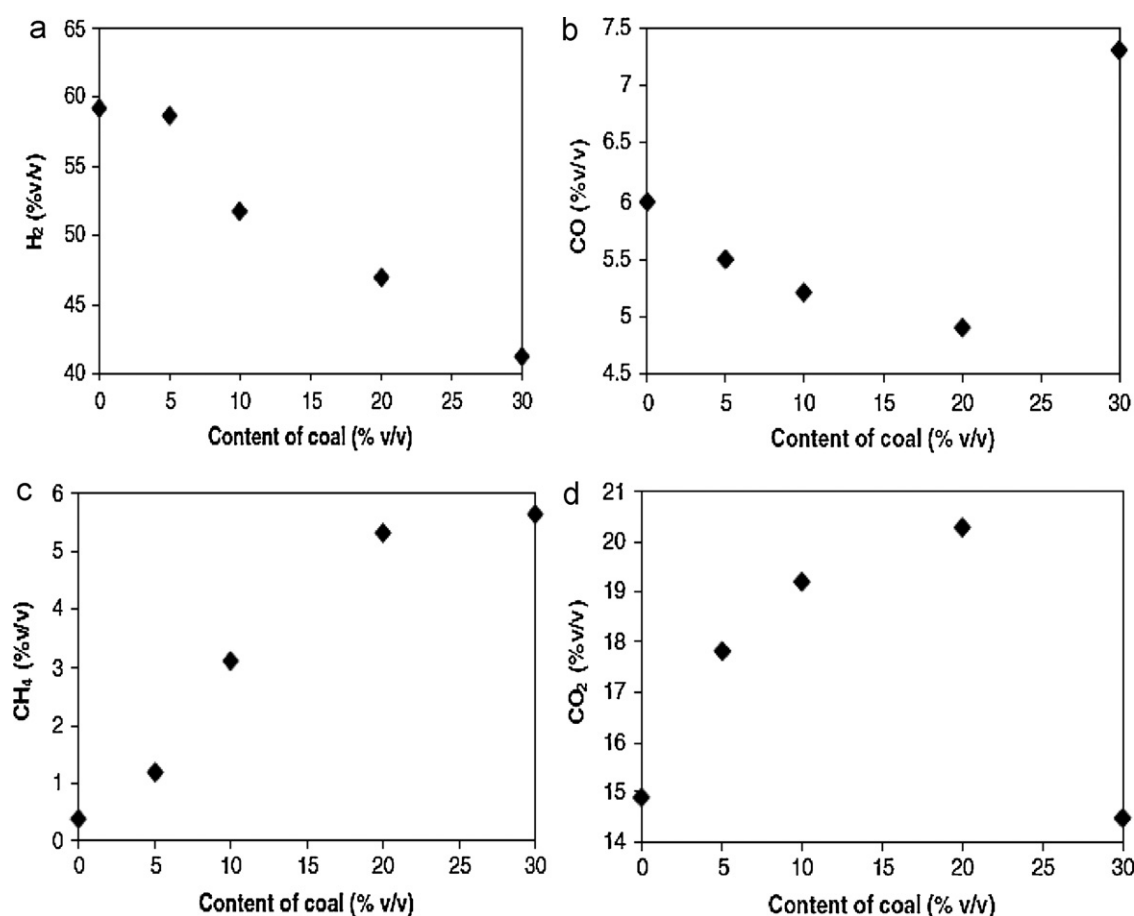 a
65
60
55
50
45
40
H₂ (%v/v)
0 5 10 15 20 25 30
Content of coal (% v/v)
b
7.5
7
6.5
6
5.5
5
4.5
CO (%v/v)
0 5 10 15 20 25 30
Content of coal (% v/v)
c
6
5
4
3
2
1
0
CH₄ (%v/v)
0 5 10 15 20 25 30
Content of coal (% v/v)
d
21
20
19
18
17
16
15
14
CO₂ (%v/v)
0 5 10 15 20 25 30
Content of coal (% v/v)